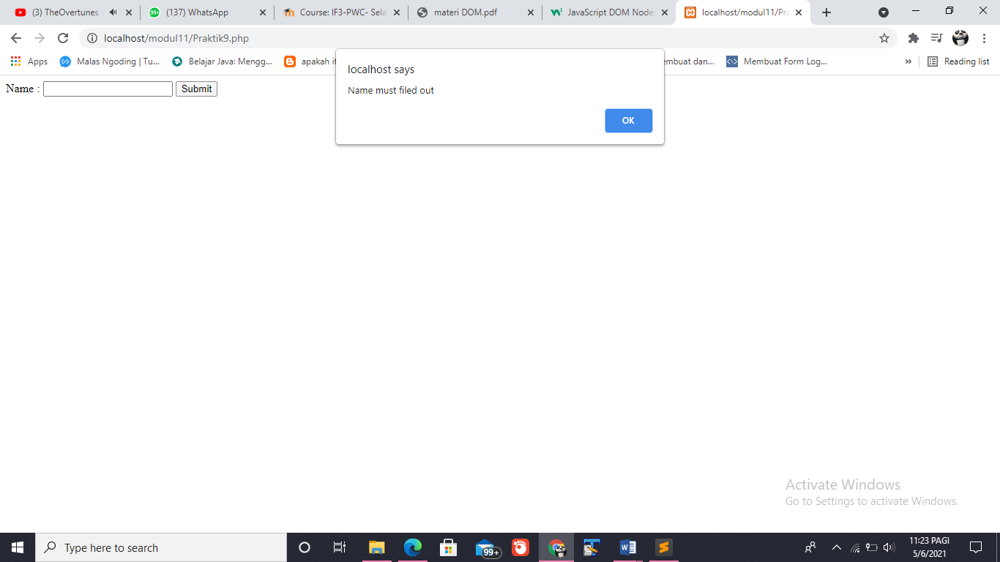 (3) TheOvertunes
(137) WhatsApp
Course: IF3-PWC- Sela
materi DOM.pdf
JavaScript DOM Node
localhost/modul11/Pra
localhost/modul11/Praktik9.php
Apps
Malas Ngoding | Tu...
Belajar Java: Mengg...
apakah it
embuat dan...
Membuat Form Log...
»
Reading list
localhost says
Name must filed out
OK
Name :
Submit
Activate Windows
Go to Settings to activate Windows.
Type here to search
99+
11:23 PAGI
5/6/2021